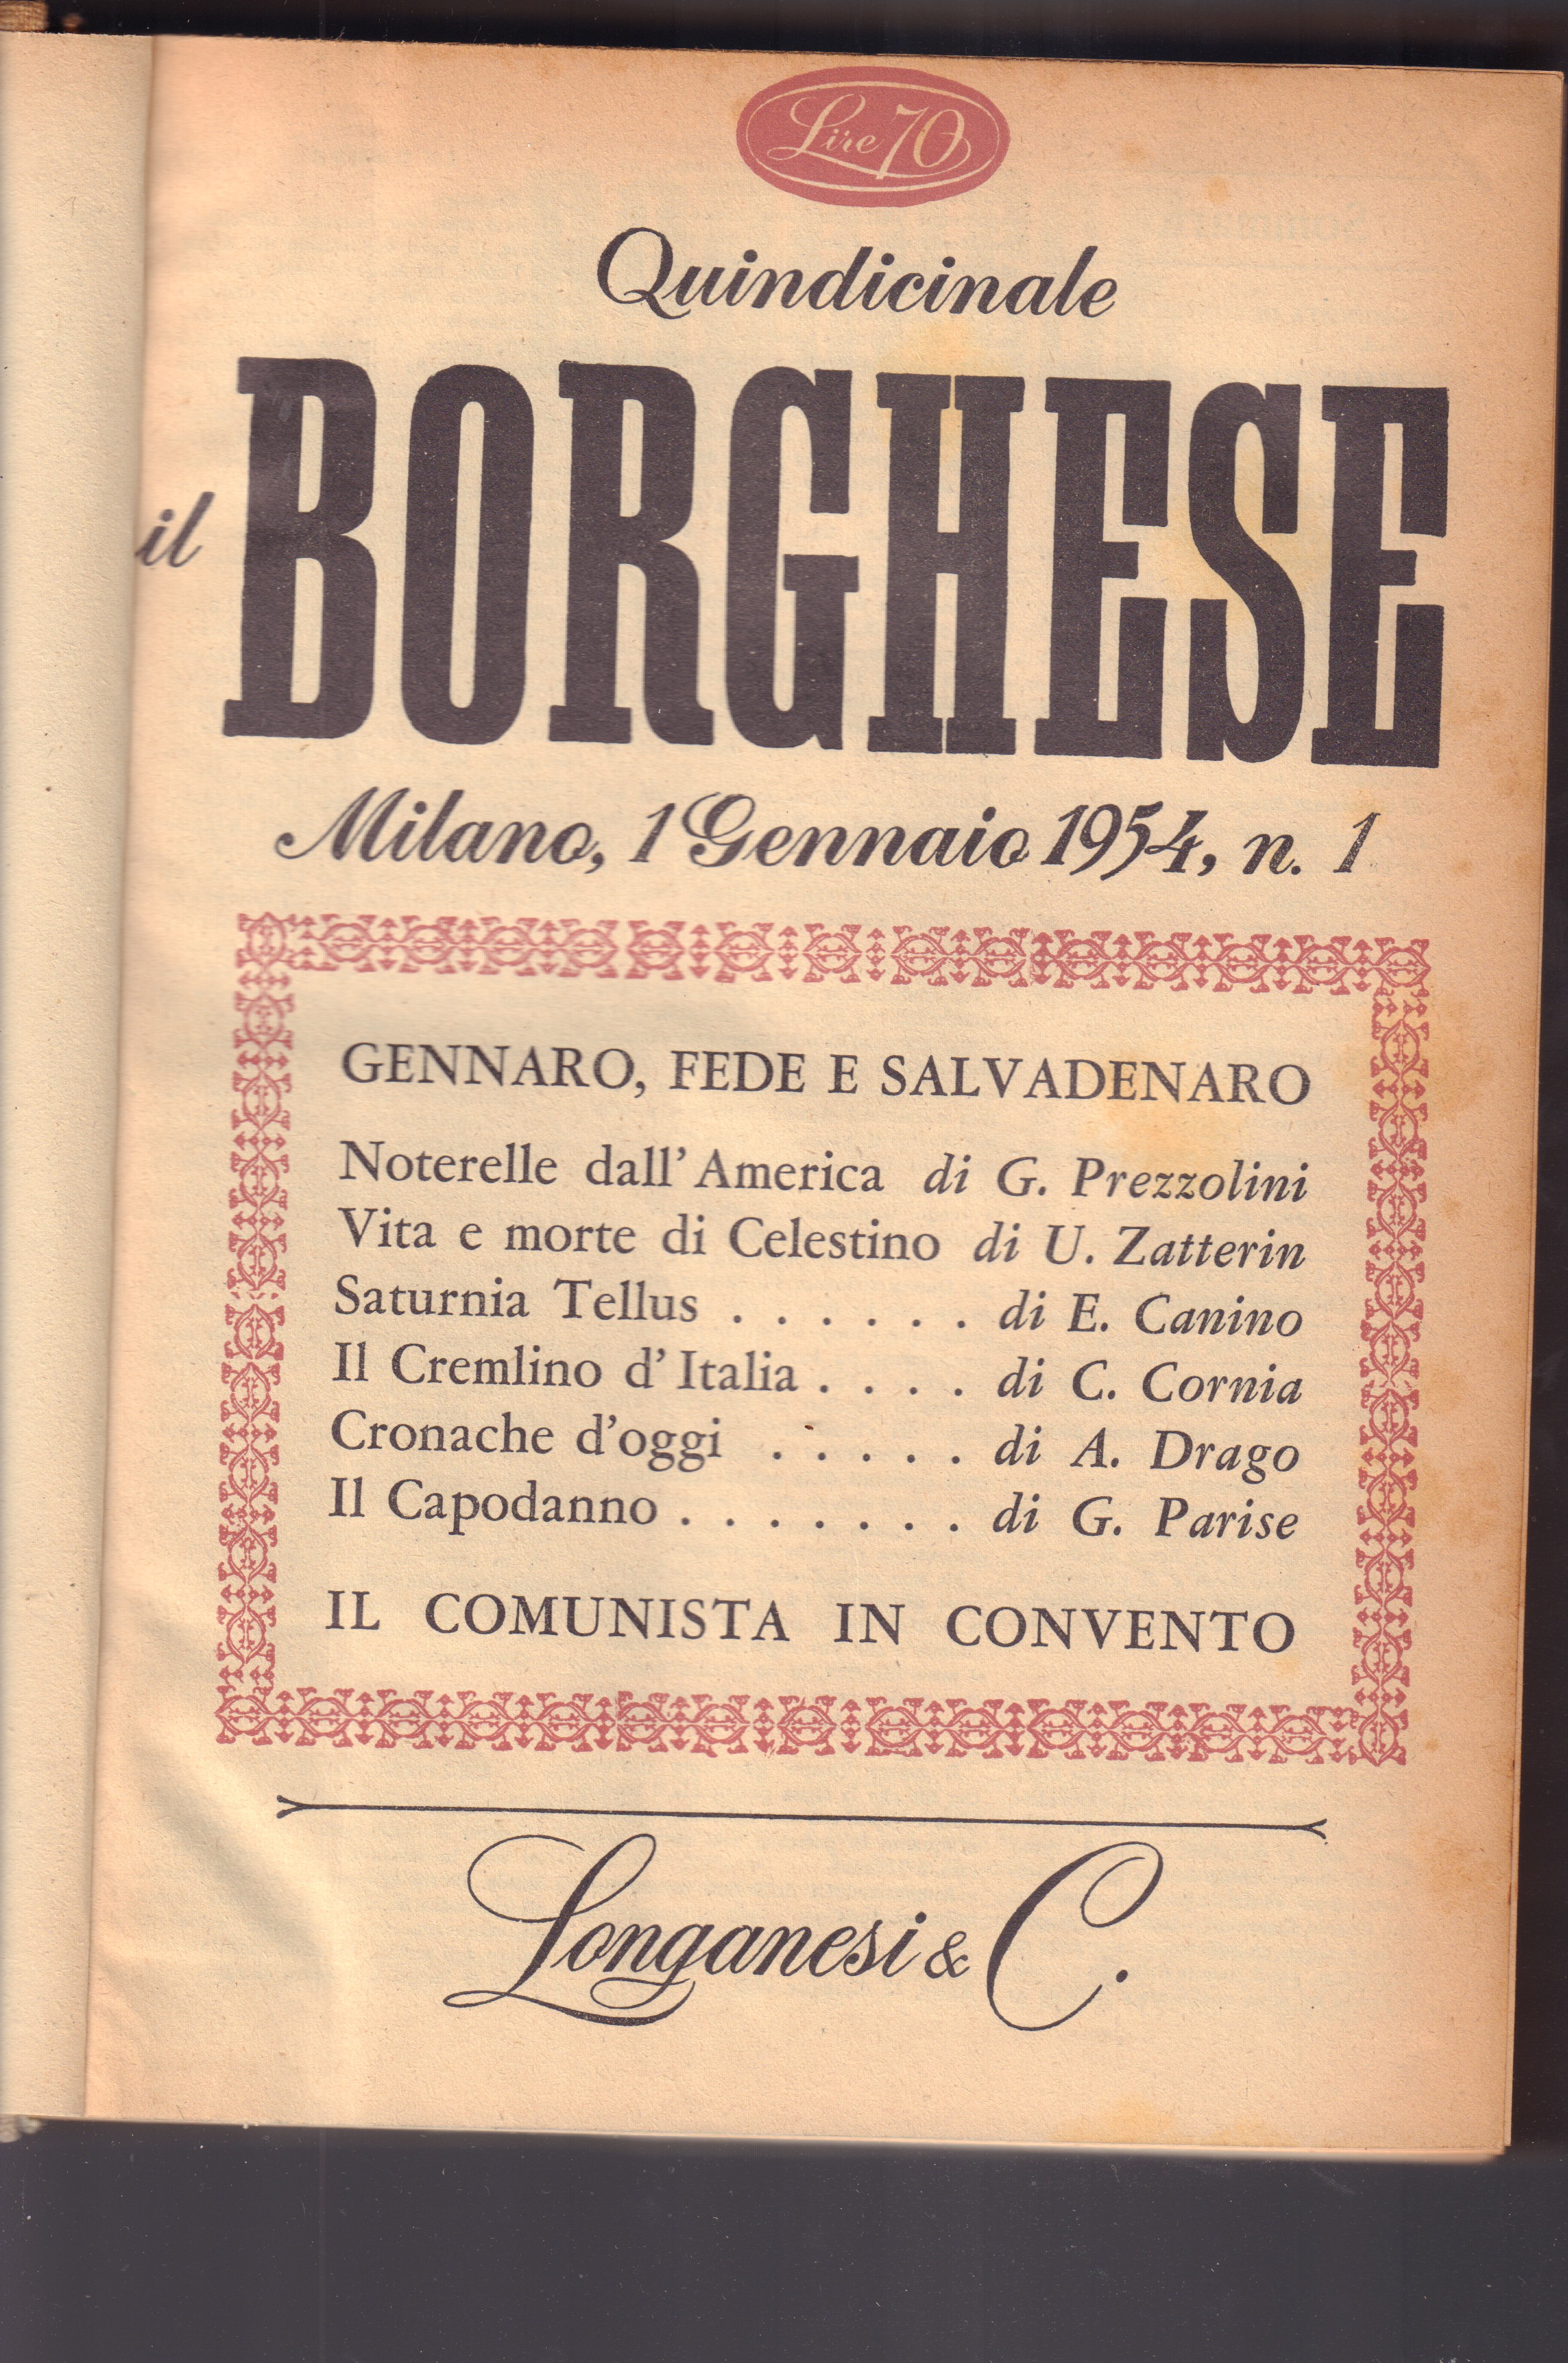 Lire 70
Quindicinale
il BORGHESE
Milano, 1 Gennaio 1954, n. 1
GENNARO, FEDE E SALVADENARO
Noterelle dall' America di G. Prezzolini
Vita e morte di Celestino di U. Zatterin
Saturnia Tellus . . . . . . di E. Canino
Il Cremlino d' Italia . . . . di C. Cornia
Cronache d'oggi . . . . . di A. Drago
Il Capodanno . . . . . . . di G. Parise
IL COMUNISTA IN CONVENTO
Longanesi & C.